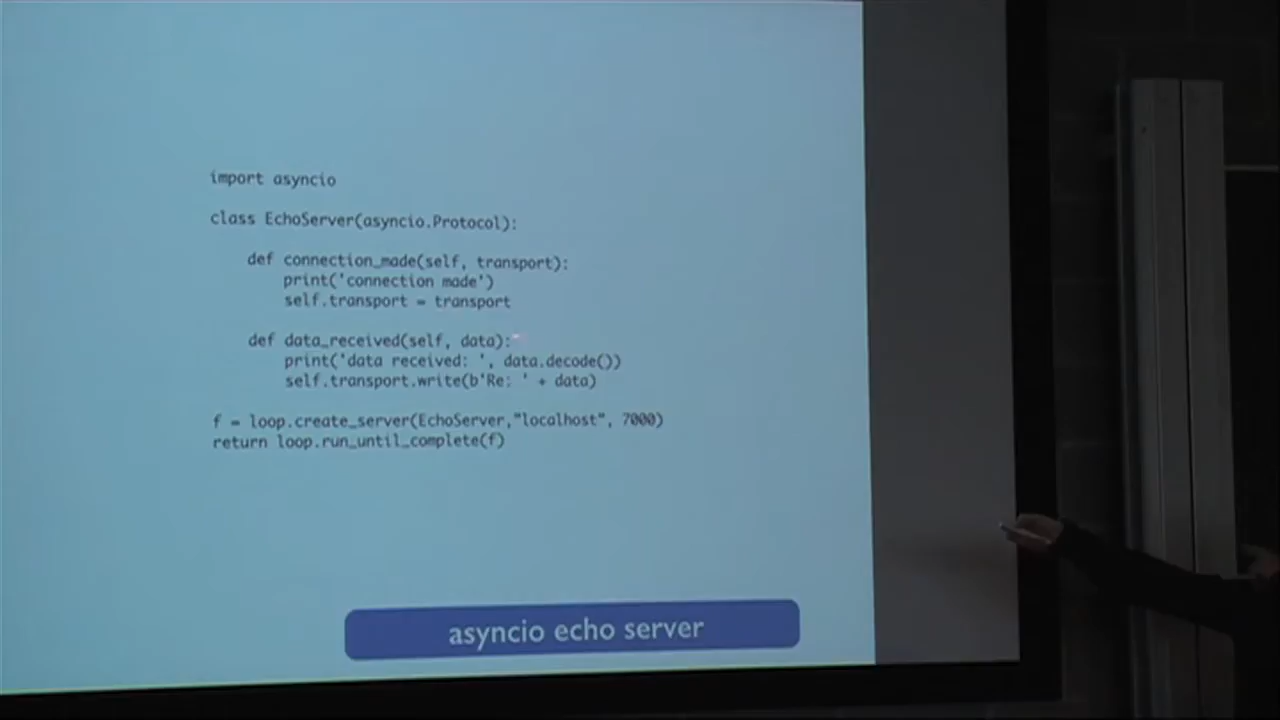 import asyncio
class EchoServer(asyncio.Protocol):
def connection_made(self, transport):
print('connection made')
self.transport = transport
def data_received(self, data):
print('data received: ', data.decode())
self.transport.write(b'Re: ' + data)
f = loop.create_server(EchoServer,"localhost", 7000)
return loop.run_until_complete(f)
asyncio echo server